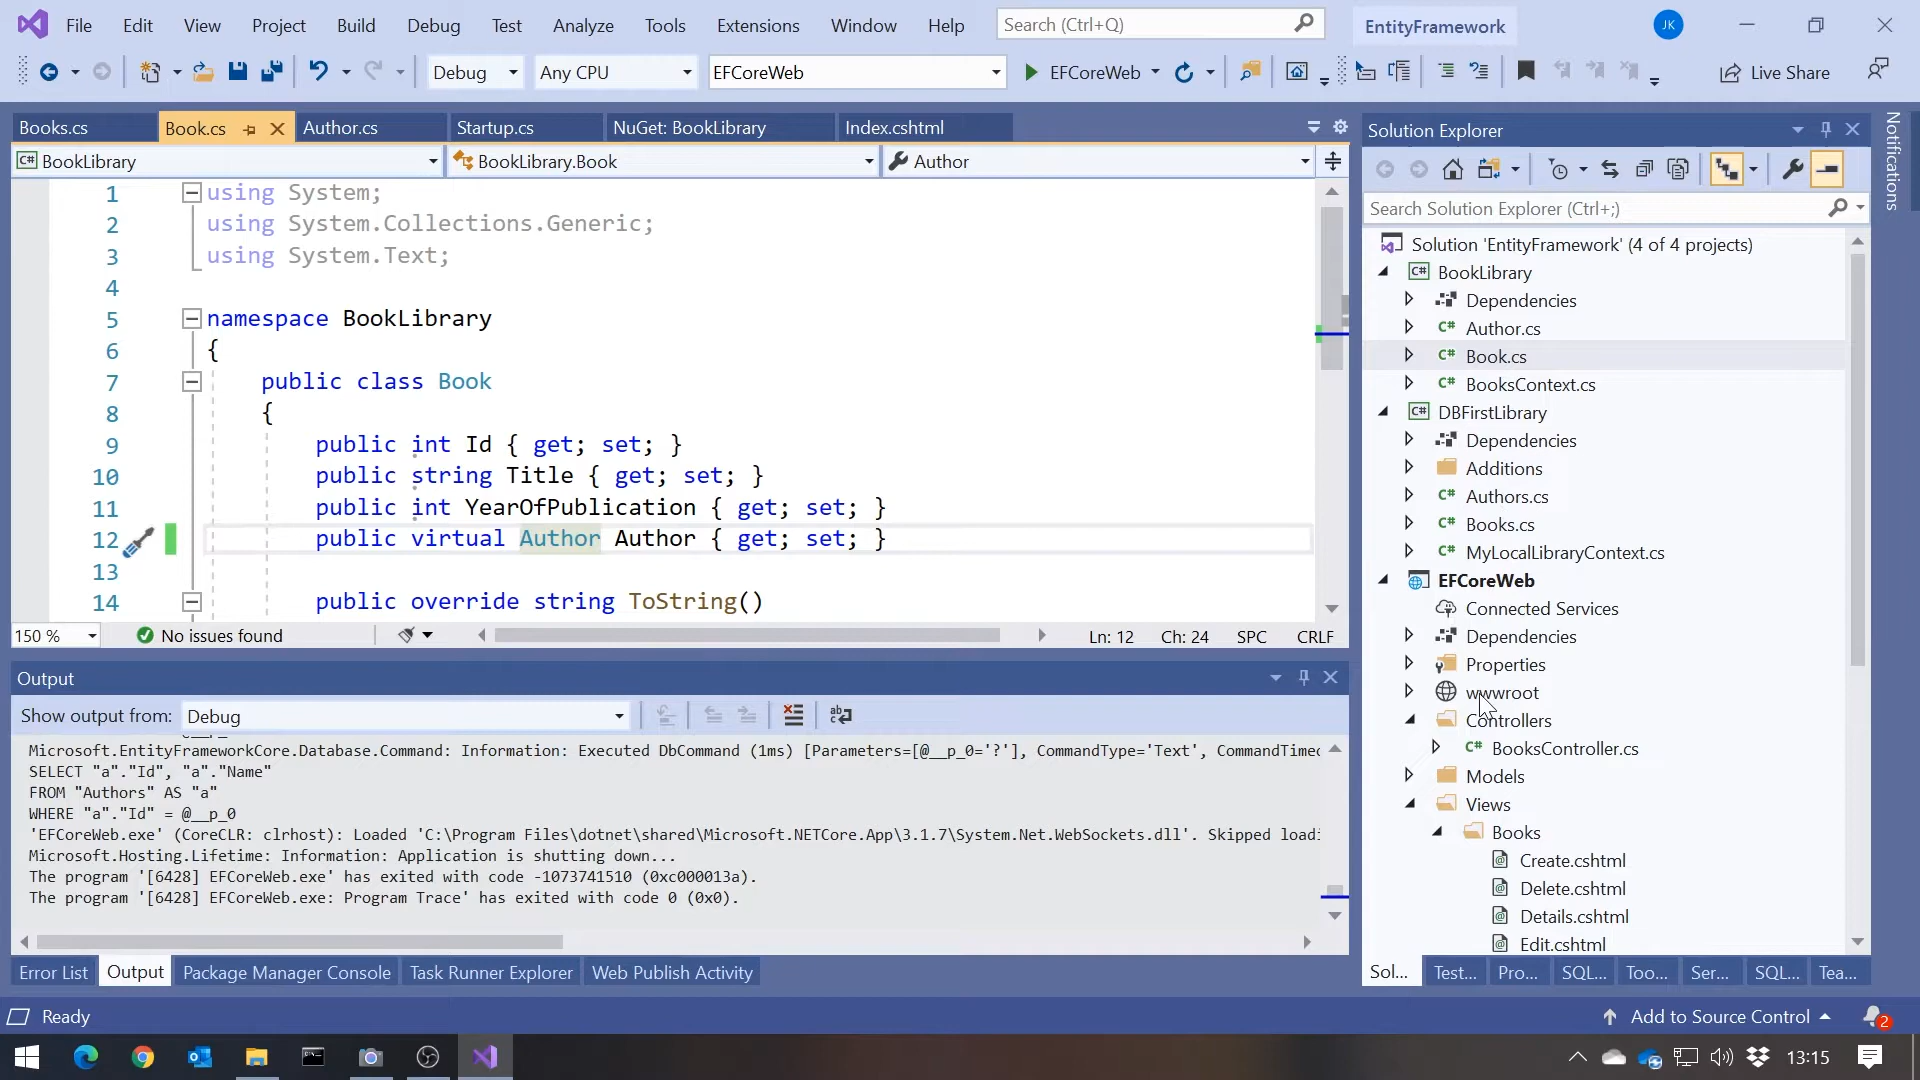 File Edit View Project Build Debug Test Analyze Tools Extensions Window Help Search (Ctrl+Q) EntityFramework JK
Debug Any CPU EFCoreWeb EFCoreWeb Live Share
Books.cs Book.cs Author.cs Startup.cs NuGet: BookLibrary Index.cshtml
C# BookLibrary BookLibrary.Book Author
1 using System;
2 using System.Collections.Generic;
3 using System.Text;
4
5 namespace BookLibrary
6 {
7 public class Book
8 {
9 public int Id { get; set; }
10 public string Title { get; set; }
11 public int YearOfPublication { get; set; }
12 public virtual Author Author { get; set; }
13
14 public override string ToString()
150 % No issues found Ln: 12 Ch: 24 SPC CRLF
Output
Show output from: Debug
Microsoft.EntityFrameworkCore.Database.Command: Information: Executed DbCommand (1ms) [Parameters=[@__p_0='?'], CommandType='Text',
SELECT "a"."Id", "a"."Name"
FROM "Authors" AS "a"
WHERE "a"."Id" = @__p_0
'EFCoreWeb.exe' (CoreCLR: clrhost): Loaded 'C:\Program Files\dotnet\shared\Microsoft.NETCore.App\3.1.7\System.Net.WebSockets.dll'. Skipped
Microsoft.Hosting.Lifetime: Information: Application is shutting down...
The program '[6428] EFCoreWeb.exe' has exited with code -1073741510 (0xc000013a).
The program '[6428] EFCoreWeb.exe: Program Trace' has exited with code 0 (0x0).
Error List Output Package Manager Console Task Runner Explorer Web Publish Activity
Solution Explorer
Search Solution Explorer (Ctrl+;)
Solution 'EntityFramework' (4 of 4 projects)
C# BookLibrary
Dependencies
C# Author.cs
C# Book.cs
C# BooksContext.cs
C# DBFirstLibrary
Dependencies
Additions
C# Authors.cs
C# Books.cs
C# MyLocalLibraryContext.cs
EFCoreWeb
Connected Services
Dependencies
Properties
wwwroot
Controllers
C# BooksController.cs
Models
Views
Books
Create.cshtml
Delete.cshtml
Details.cshtml
Edit.cshtml
Sol... Test... Pro... SQL... Too... Ser... SQL... Tea...
Notifications
Ready Add to Source Control 2
13:15